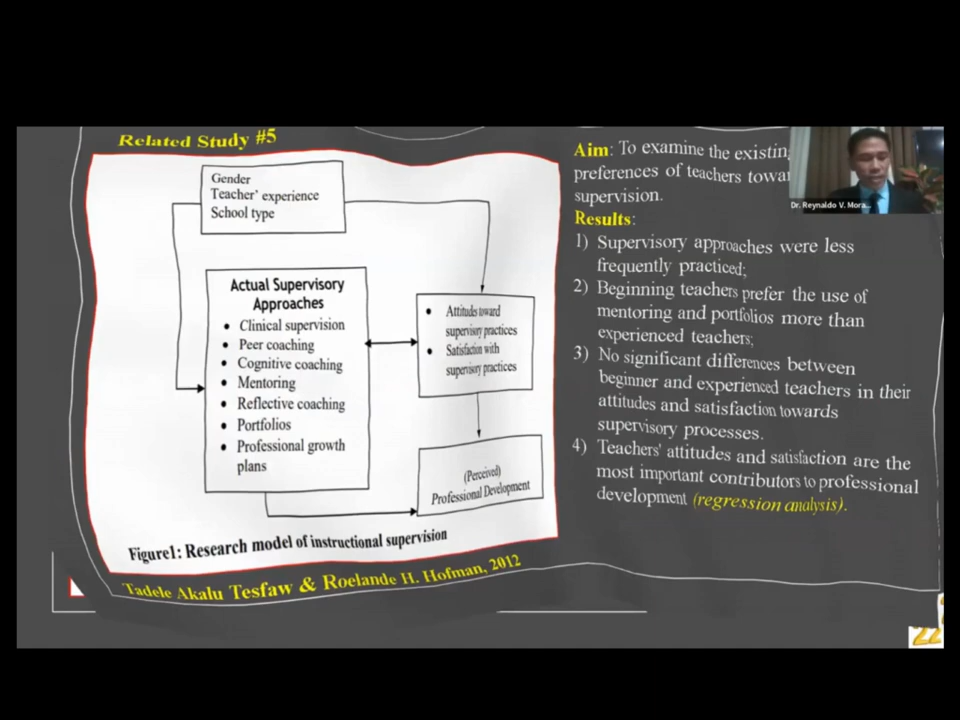 Related Study #5
Gender
Teacher' experience
School type
Actual Supervisory
Approaches
• Clinical supervision
• Peer coaching
• Cognitive coaching
• Mentoring
• Reflective coaching
• Portfolios
• Professional growth
plans
• Attitudes toward
supervisory practices
• Satisfaction with
supervisory practices
(Perceived)
Professional Development
Figure1: Research model of instructional supervision
Tadele Akalu Tesfaw & Roelande H. Hofman, 2012
Aim: To examine the existin
preferences of teachers towa
supervision.
Results:
1) Supervisory approaches were less
frequently practiced;
2) Beginning teachers prefer the use of
mentoring and portfolios more than
experienced teachers;
3) No significant differences between
beginner and experienced teachers in their
attitudes and satisfaction towards
supervisory processes.
4) Teachers' attitudes and satisfaction are the
most important contributors to professional
development (regression analysis).
Dr. Reynaldo V. Mora...
22